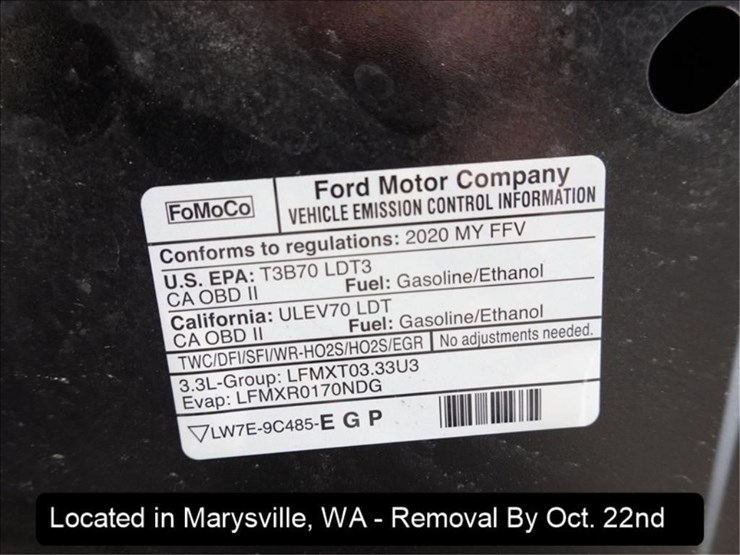 FoMoCo
Ford Motor Company
VEHICLE EMISSION CONTROL INFORMATION
Conforms to regulations: 2020 MY FFV
U.S. EPA: T3B70 LDT3
CA OBD II Fuel: Gasoline/Ethanol
California: ULEV70 LDT
CA OBD II Fuel: Gasoline/Ethanol
TWC/DFI/SFI/WR-HO2S/HO2S/EGR No adjustments needed.
3.3L-Group: LFMXT03.33U3
Evap: LFMXR0170NDG
LW7E-9C485-E G P
Located in Marysville, WA - Removal By Oct. 22nd